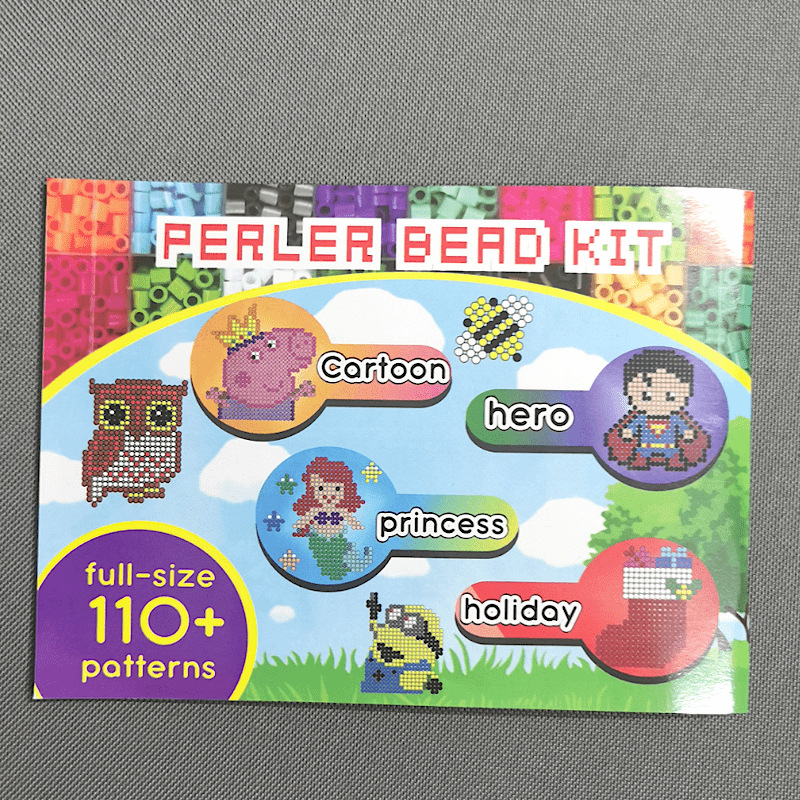 PERLER BEAD KIT
Cartoon
hero
princess
holiday
full-size
110+
patterns